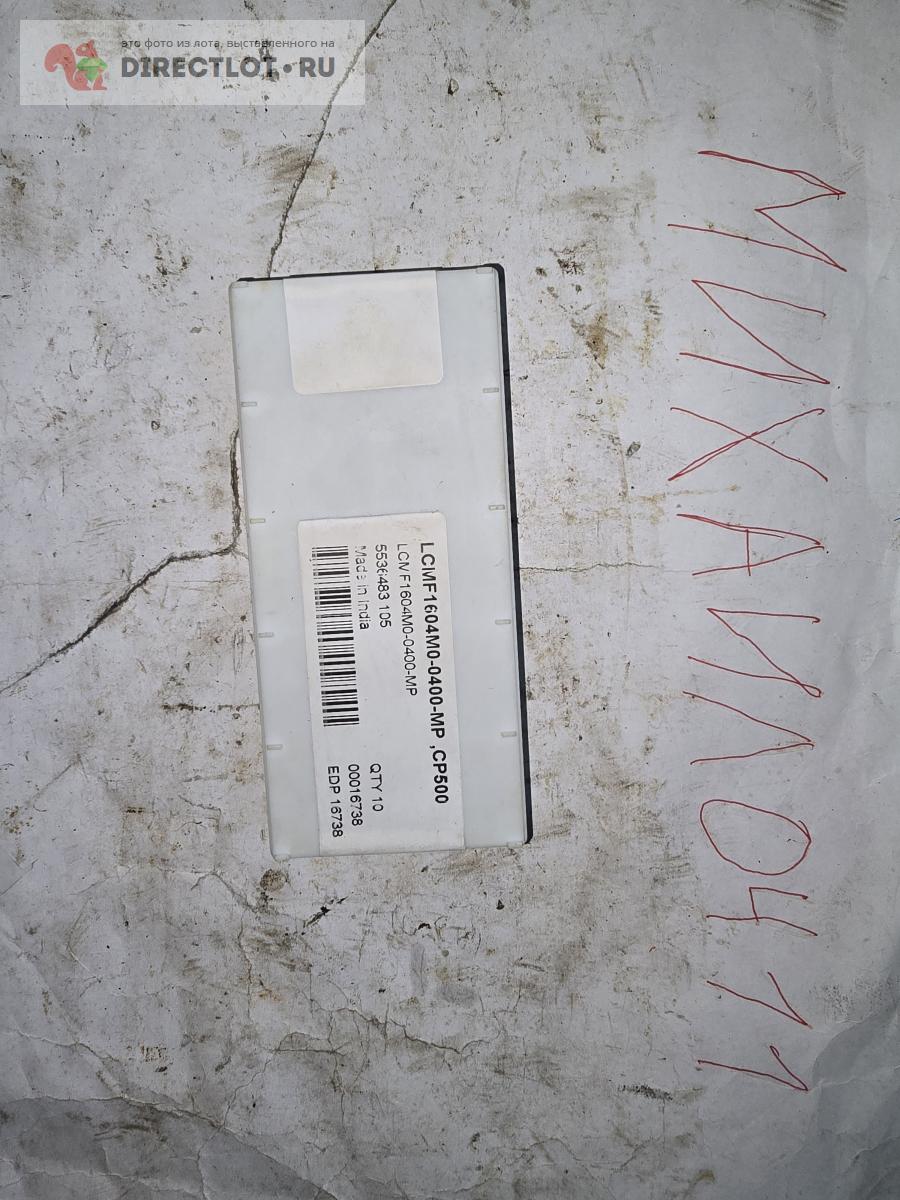 это фото из лота, выставленного на
DIRECTLOT.RU
МИХАИЛ0411
LCMF1604M0-0400-MP ,CP500
LCMF1604M0-0400-MP
5536483 105 QTY 10
Made in India 00016738
EDP 16738